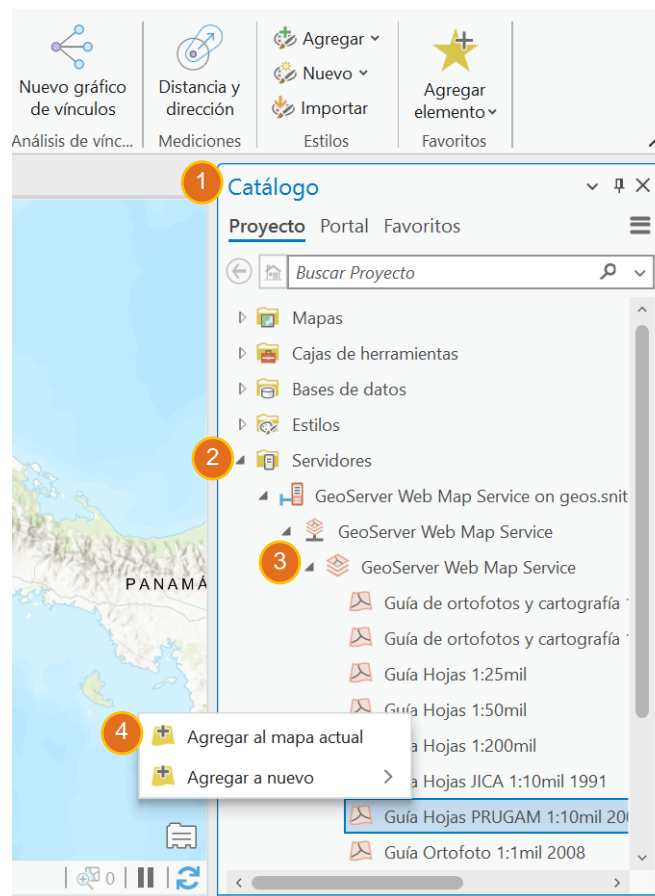 Nuevo gráfico
de vínculos
Distancia y
dirección
Agregar
Nuevo
Importar
Agregar
elemento
Análisis de vínc...
Mediciones
Estilos
Favoritos
1
Catálogo
Proyecto Portal Favoritos
Buscar Proyecto
Mapas
Cajas de herramientas
Bases de datos
Estilos
2
Servidores
GeoServer Web Map Service on geos.snit
GeoServer Web Map Service
3
GeoServer Web Map Service
PANAMÁ
Guía de ortofotos y cartografía
Guía de ortofotos y cartografía
Guía Hojas 1:25mil
Guía Hojas 1:50mil
4
Agregar al mapa actual
Hojas 1:200mil
Agregar a nuevo
Hojas JICA 1:10mil 1991
Guía Hojas PRUGAM 1:10mil 20
Guía Ortofoto 1:1mil 2008
0